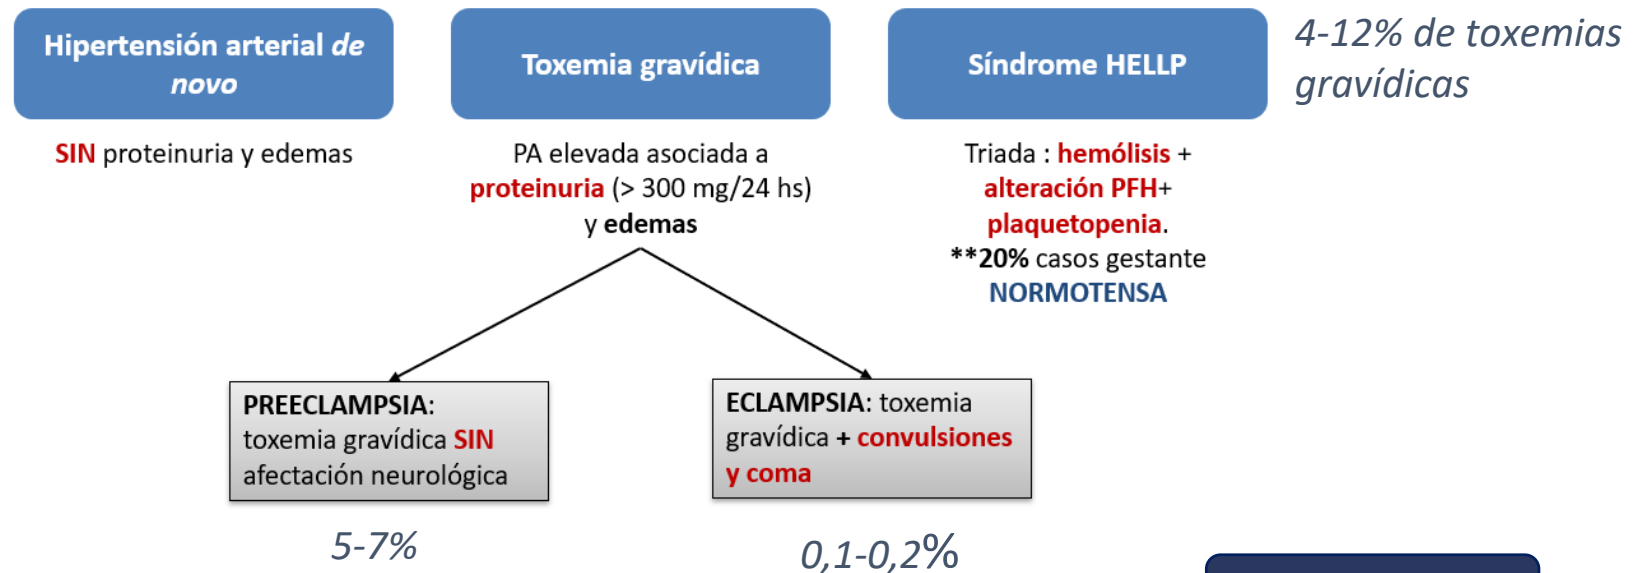 Hipertensión arterial de
novo
SIN proteinuria y edemas
Toxemia gravídica
PA elevada asociada a
proteinuria (> 300 mg/24 hs)
y edemas
Síndrome HELLP
Triada : hemólisis +
alteración PFH+
plaquetopenia.
**20% casos gestante
NORMOTENSA
4-12% de toxemias
gravídicas
PREECLAMPSIA:
toxemia gravídica SIN
afectación neurológica
5-7%
ECLAMPSIA: toxemia
gravídica + convulsiones
y coma
0,1-0,2%